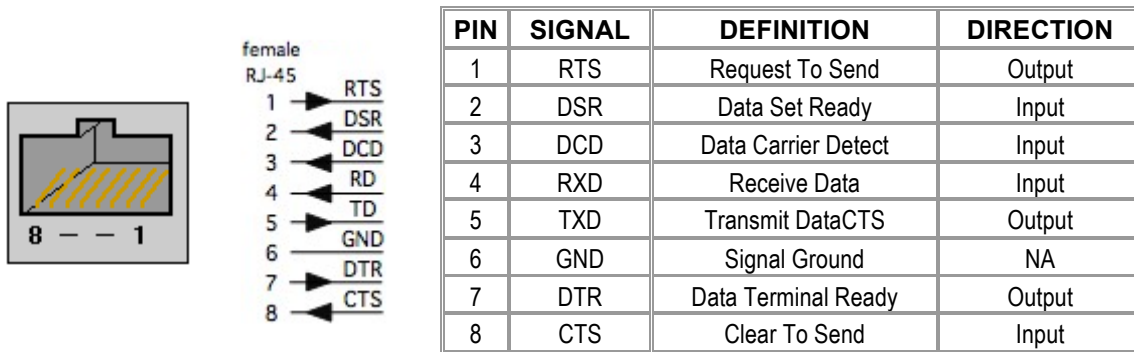 8 - - 1
female
RJ-45
1 RTS
2 DSR
3 DCD
4 RD
5 TD
6 GND
7 DTR
8 CTS
PIN SIGNAL DEFINITION DIRECTION
1 RTS Request To Send Output
2 DSR Data Set Ready Input
3 DCD Data Carrier Detect Input
4 RXD Receive Data Input
5 TXD Transmit DataCTS Output
6 GND Signal Ground NA
7 DTR Data Terminal Ready Output
8 CTS Clear To Send Input